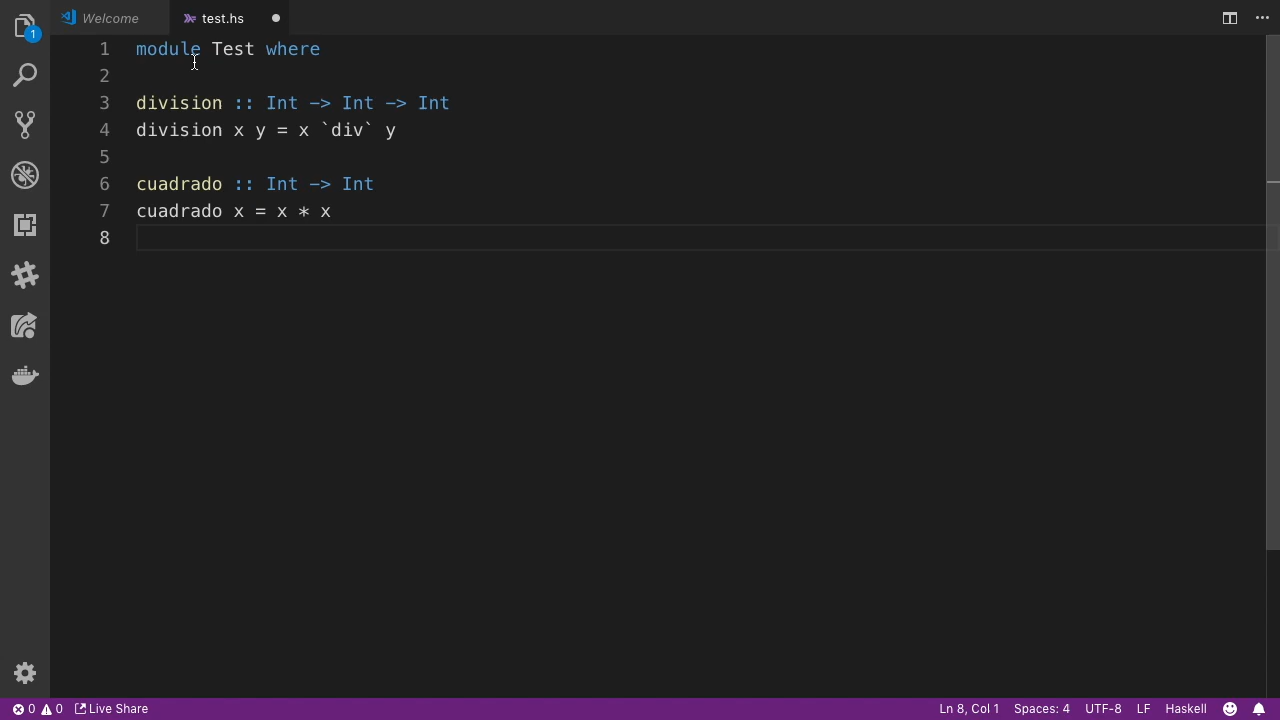 1
Welcome
test.hs
1 module Test where
2
3 division :: Int -> Int -> Int
4 division x y = x `div` y
5
6 cuadrado :: Int -> Int
7 cuadrado x = x * x
8
0 0 Live Share Ln 8, Col 1 Spaces: 4 UTF-8 LF Haskell